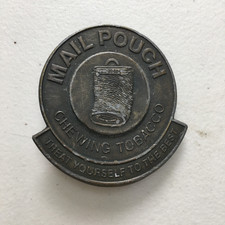 MAIL POUCH
CHEWING TOBACCO
TREAT YOURSELF TO THE BEST